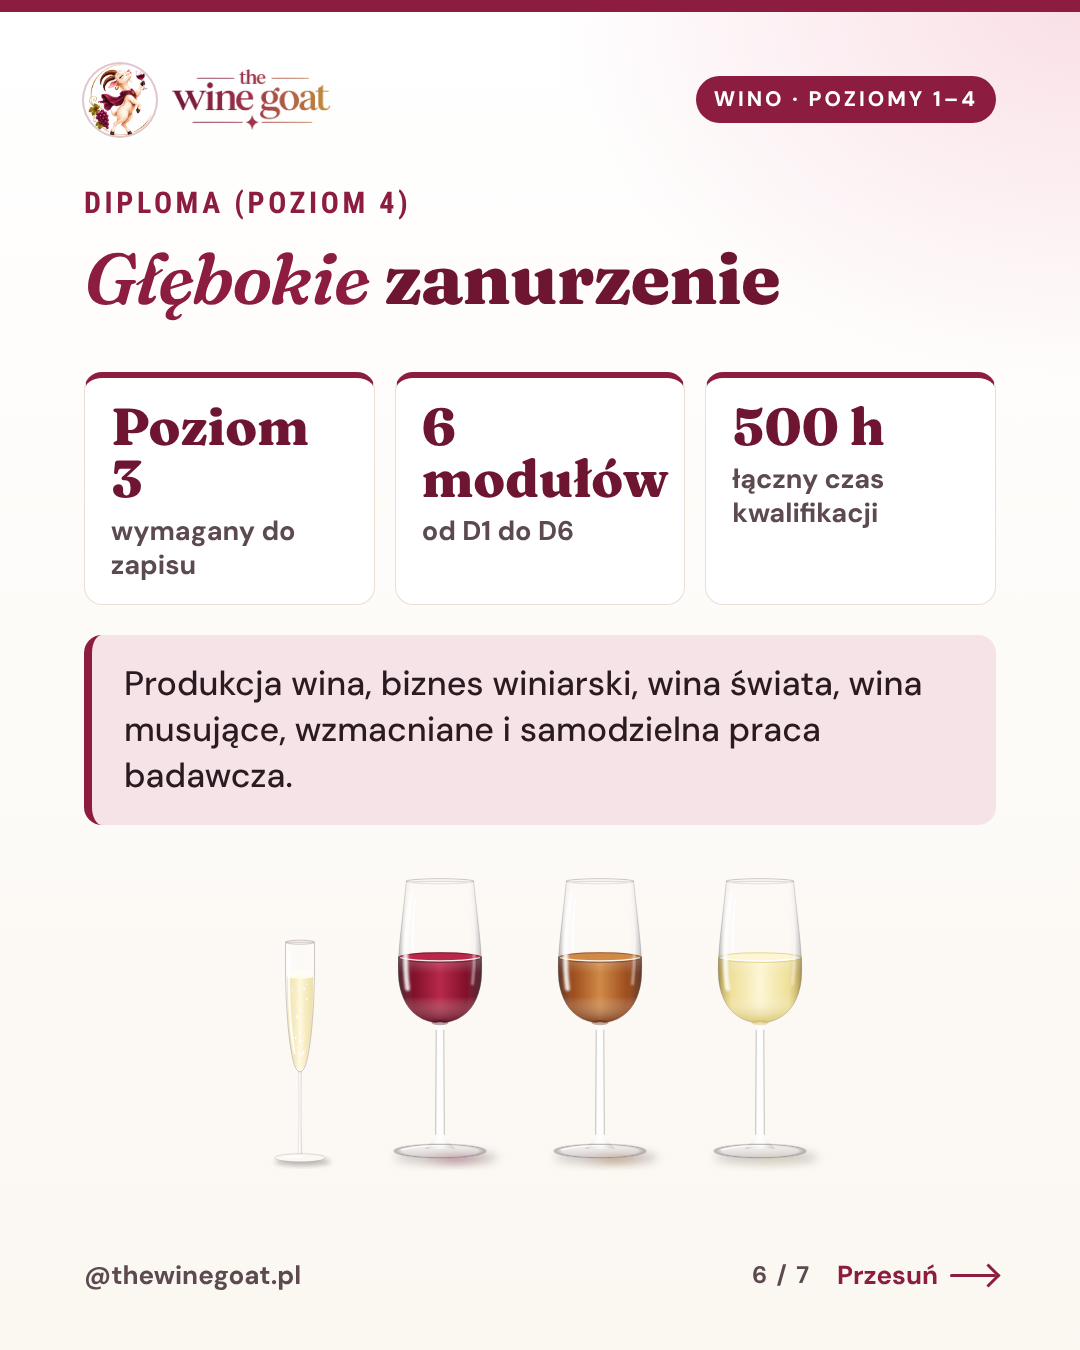 the
wine goat
WINO · POZIOMY 1–4
DIPLOMA (POZIOM 4)
Głębokie zanurzenie
Poziom
3
wymagany do
zapisu
6
modułów
od D1 do D6
500 h
łączny czas
kwalifikacji
Produkcja wina, biznes winiarski, wina świata, wina
musujące, wzmacniane i samodzielna praca
badawcza.
@thewinegoat.pl
6 / 7 Przesuń